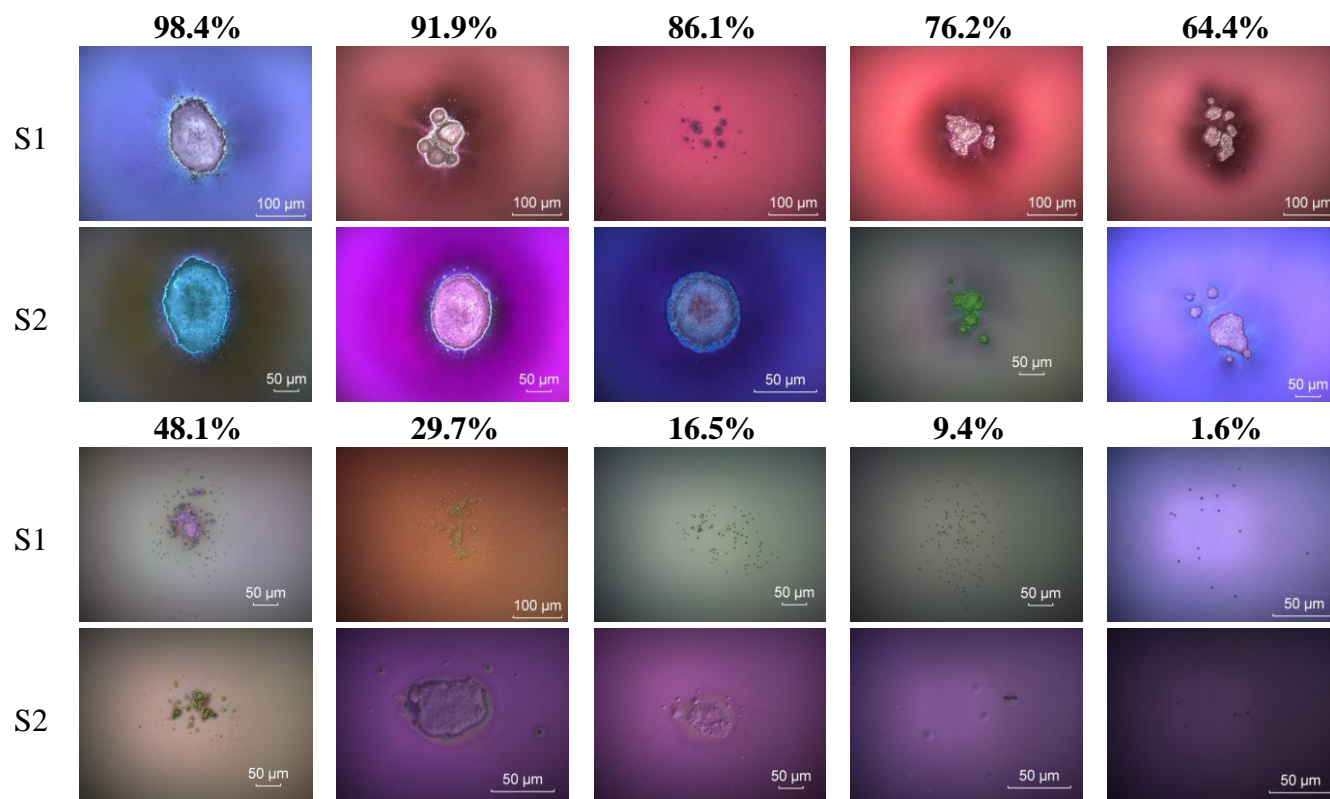 98.4% 91.9% 86.1% 76.2% 64.4%
S1
100 µm 100 µm 100 µm 100 µm 100 µm
S2
50 µm 50 µm 50 µm 50 µm 50 µm
48.1% 29.7% 16.5% 9.4% 1.6%
S1
50 µm 100 µm 50 µm 50 µm 50 µm
S2
50 µm 50 µm 50 µm 50 µm 50 µm